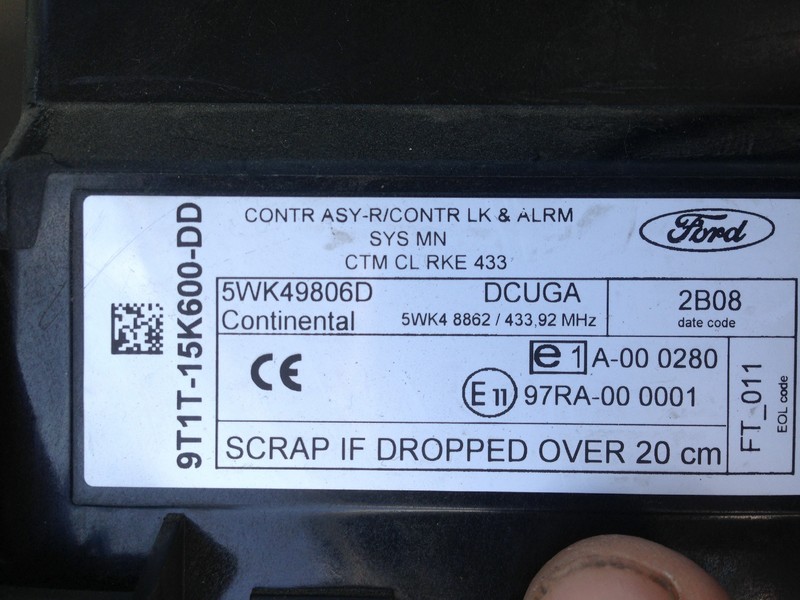 CONTR ASY-R/CONTR LK & ALRM
SYS MN
CTM CL RKE 433
Ford
9T1T-15K600-DD
5WK49806D DCUGA
Continental 5WK4 8862 / 433,92 MHz
2B08
date code
CE
e1 A-00 0280
E11 97RA-00 0001
SCRAP IF DROPPED OVER 20 cm
FT_011
EOL code